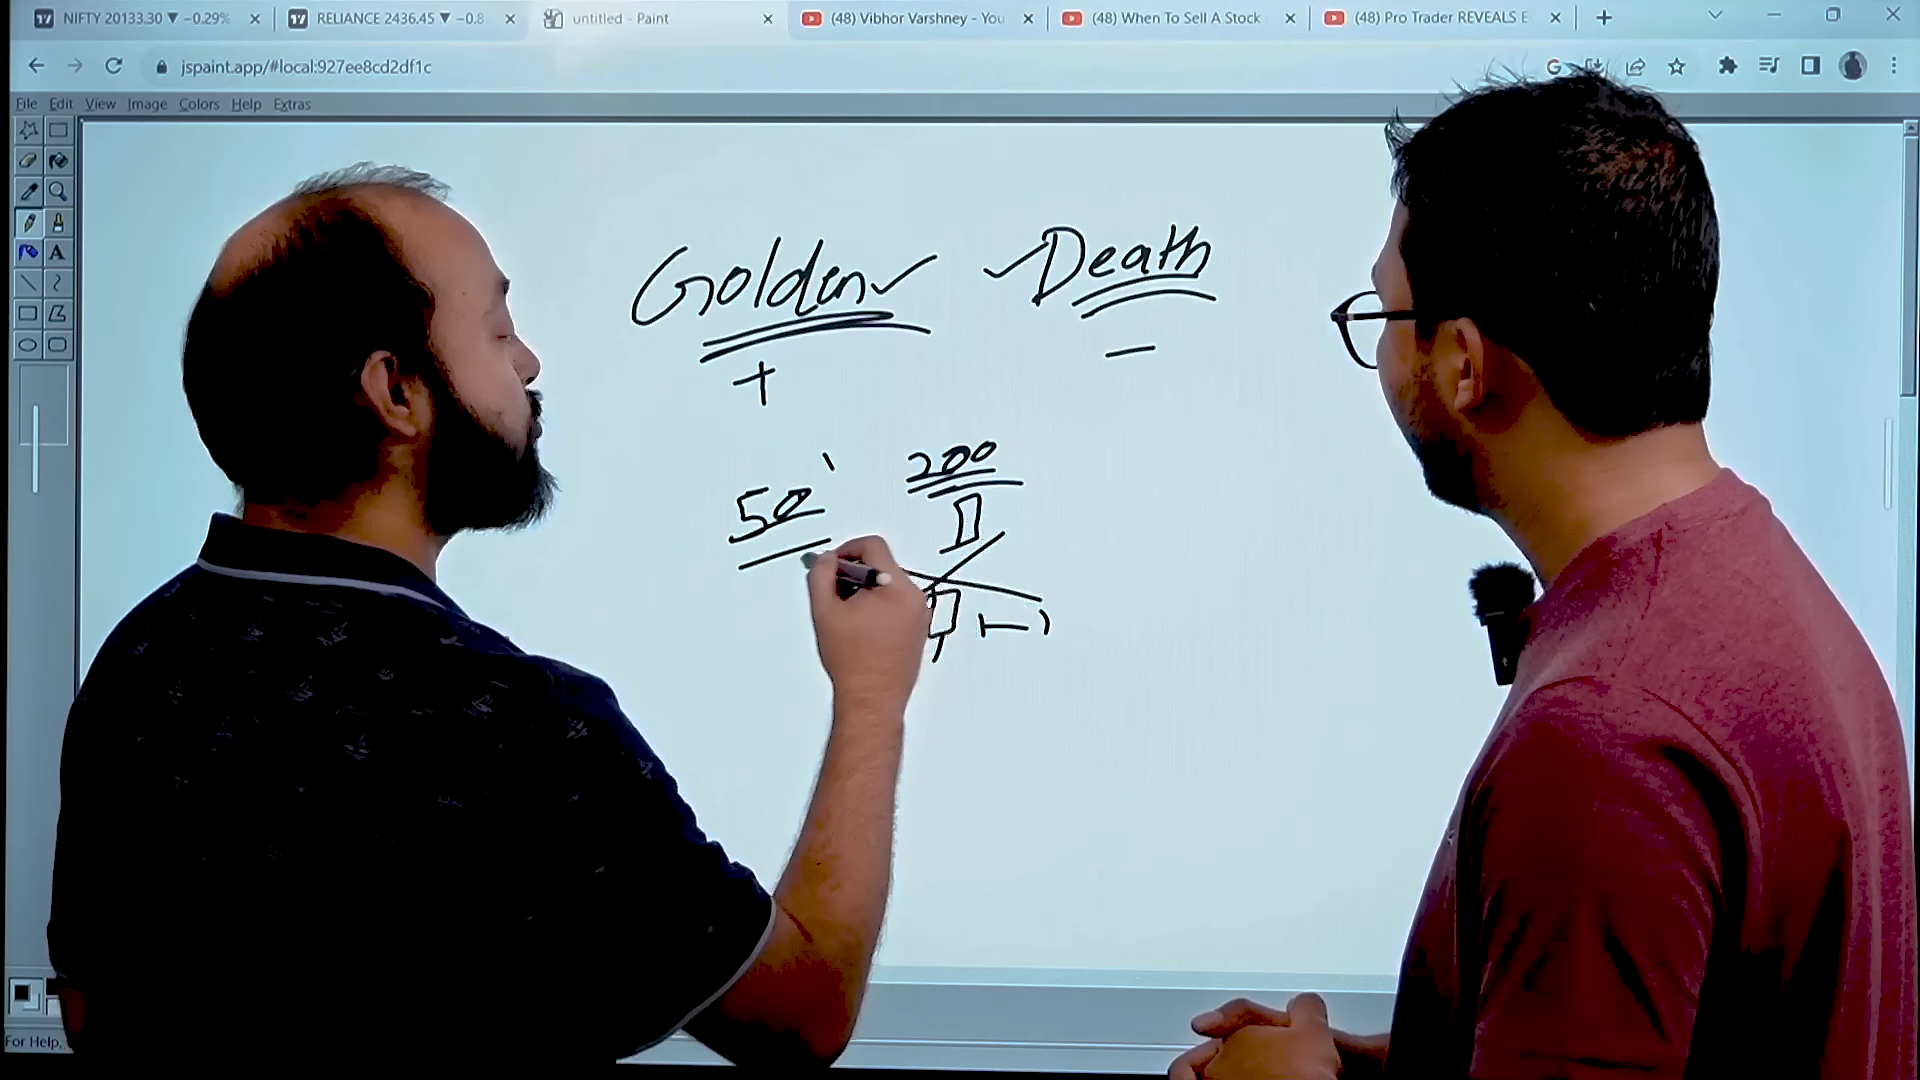 NIFTY 20133.30 ▼ −0.29%
RELIANCE 2436.45 ▼ −0.8
untitled - Paint
(48) Vibhor Varshney - You
(48) When To Sell A Stock
(48) Pro Trader REVEALS E
jspaint.app/#local:927ee8cd2df1c
File Edit View Image Colors Help Extras
Golden ✓ ✓ Death
+ −
50 200
For Help,